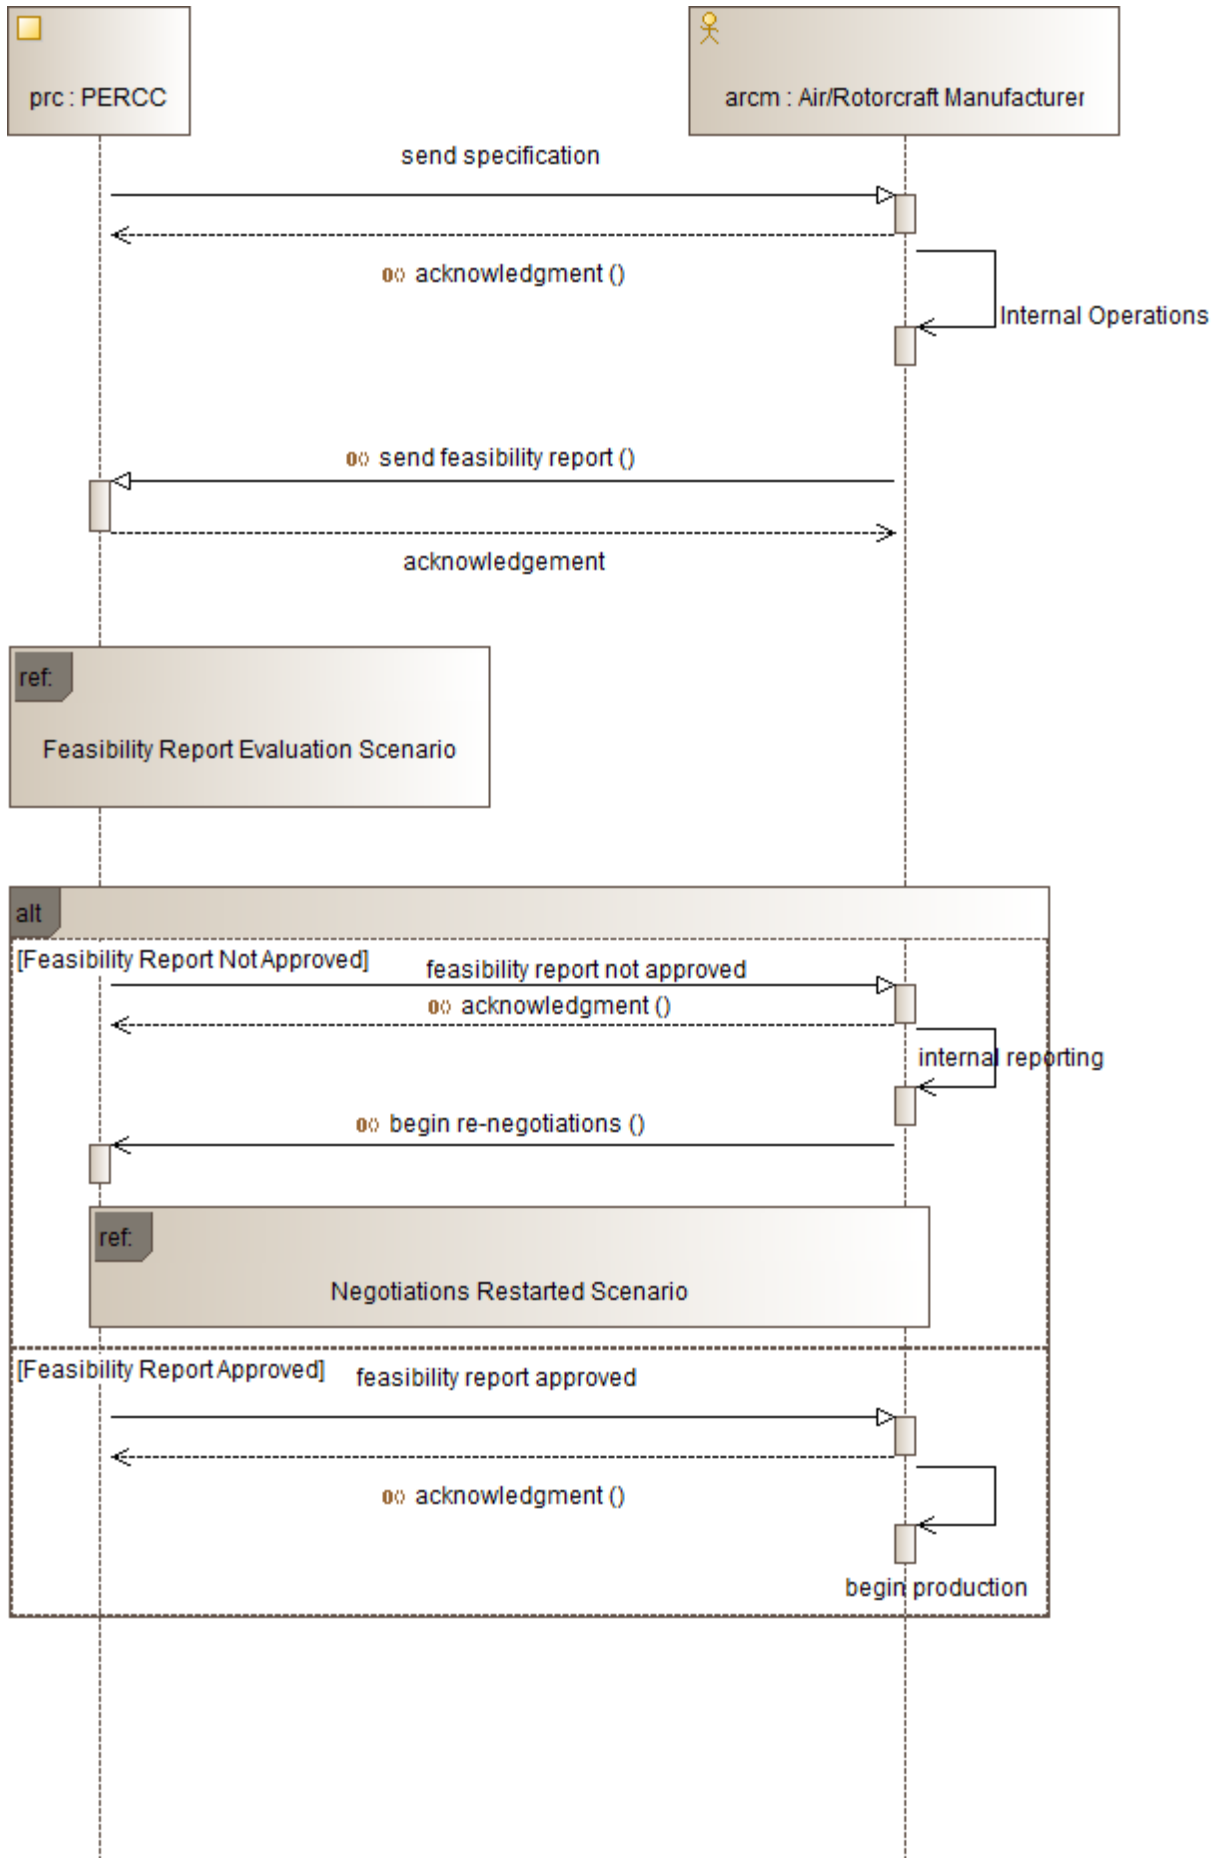 prc : PERCC
arcm : Air/Rotorcraft Manufacturer
send specification
acknowledgment ()
Internal Operations
send feasibility report ()
acknowledgement
ref:
Feasibility Report Evaluation Scenario
alt
[Feasibility Report Not Approved]
feasibility report not approved
acknowledgment ()
internal reporting
begin re-negotiations ()
ref:
Negotiations Restarted Scenario
[Feasibility Report Approved]
feasibility report approved
acknowledgment ()
begin production